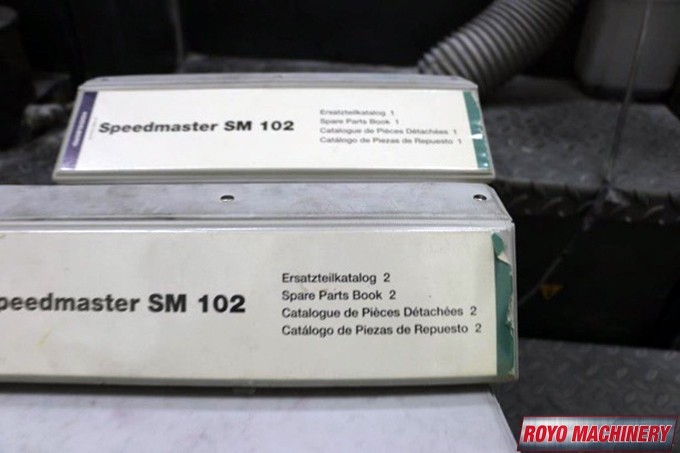 Speedmaster SM 102
Ersatzteilkatalog 1
Spare Parts Book 1
Catalogue de Pièces Détachées 1
Catálogo de Piezas de Repuesto 1
peedmaster SM 102
Ersatzteilkatalog 2
Spare Parts Book 2
Catalogue de Pièces Détachées 2
Catálogo de Piezas de Repuesto 2
ROYO MACHINERY